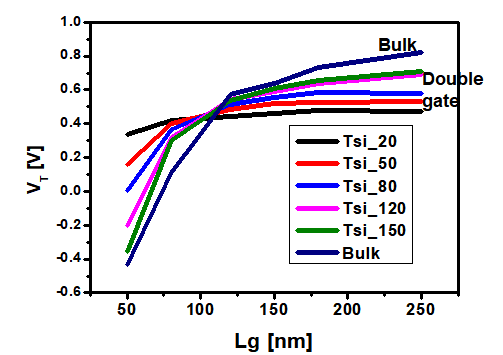 1.0
0.8
0.6
0.4
0.2
0.0
-0.2
-0.4
-0.6
V_T [V]
Bulk
Double
gate
Tsi_20
Tsi_50
Tsi_80
Tsi_120
Tsi_150
Bulk
50 100 150 200 250
Lg [nm]